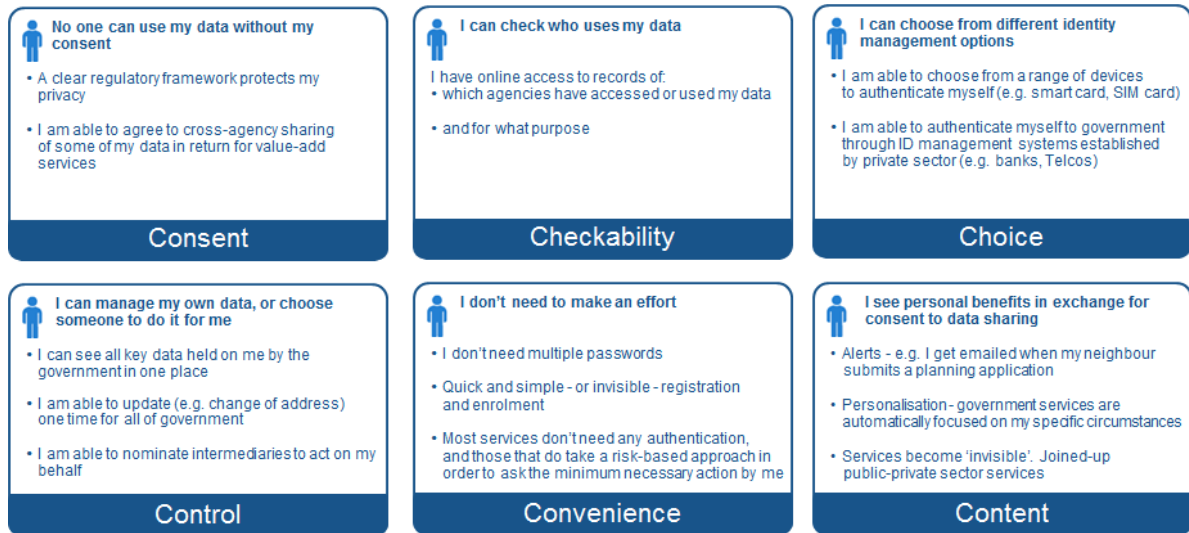 No one can use my data without my
consent
• A clear regulatory framework protects my
privacy
• I am able to agree to cross-agency sharing
of some of my data in return for value-add
services
Consent
I can check who uses my data
I have online access to records of:
• which agencies have accessed or used my data
• and for what purpose
Checkability
I can choose from different identity
management options
• I am able to choose from a range of devices
to authenticate myself (e.g. smart card, SIM card)
• I am able to authenticate myself to government
through ID management systems established
by private sector (e.g. banks, Telcos)
Choice
I can manage my own data, or choose
someone to do it for me
• I can see all key data held on me by the
government in one place
• I am able to update (e.g. change of address)
one time for all of government
• I am able to nominate intermediaries to act on my
behalf
Control
I don't need to make an effort
• I don't need multiple passwords
• Quick and simple - or invisible - registration
and enrolment
• Most services don't need any authentication,
and those that do take a risk-based approach in
order to ask the minimum necessary action by me
Convenience
I see personal benefits in exchange for
consent to data sharing
• Alerts - e.g. I get emailed when my neighbour
submits a planning application
• Personalisation - government services are
automatically focused on my specific circumstances
• Services become 'invisible'. Joined-up
public-private sector services
Content